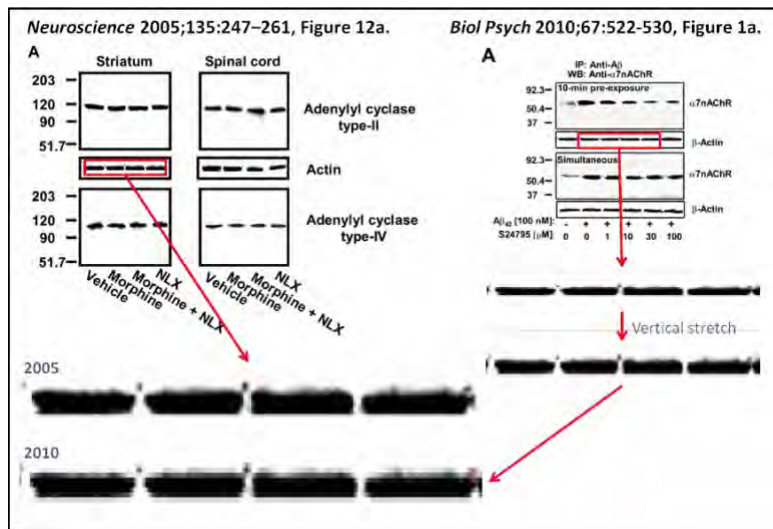 Neuroscience 2005;135:247–261, Figure 12a.
Biol Psych 2010;67:522-530, Figure 1a.
A
Striatum
Spinal cord
203
120
90
51.7
Adenylyl cyclase
type-II
Actin
203
120
90
51.7
Adenylyl cyclase
type-IV
Vehicle
Morphine
Morphine + NLX
NLX
Vehicle
Morphine
Morphine + NLX
NLX
A
IP: Anti-Aβ
WB: Anti-α7nAChR
10-min pre-exposure
92.3
50.4
37
α7nAChR
β-Actin
Simultaneous
92.3
50.4
37
α7nAChR
β-Actin
Aβ42 [100 nM]: - + + + + +
S24795 [μM] 0 0 1 10 30 100
Vertical stretch
2005
2010